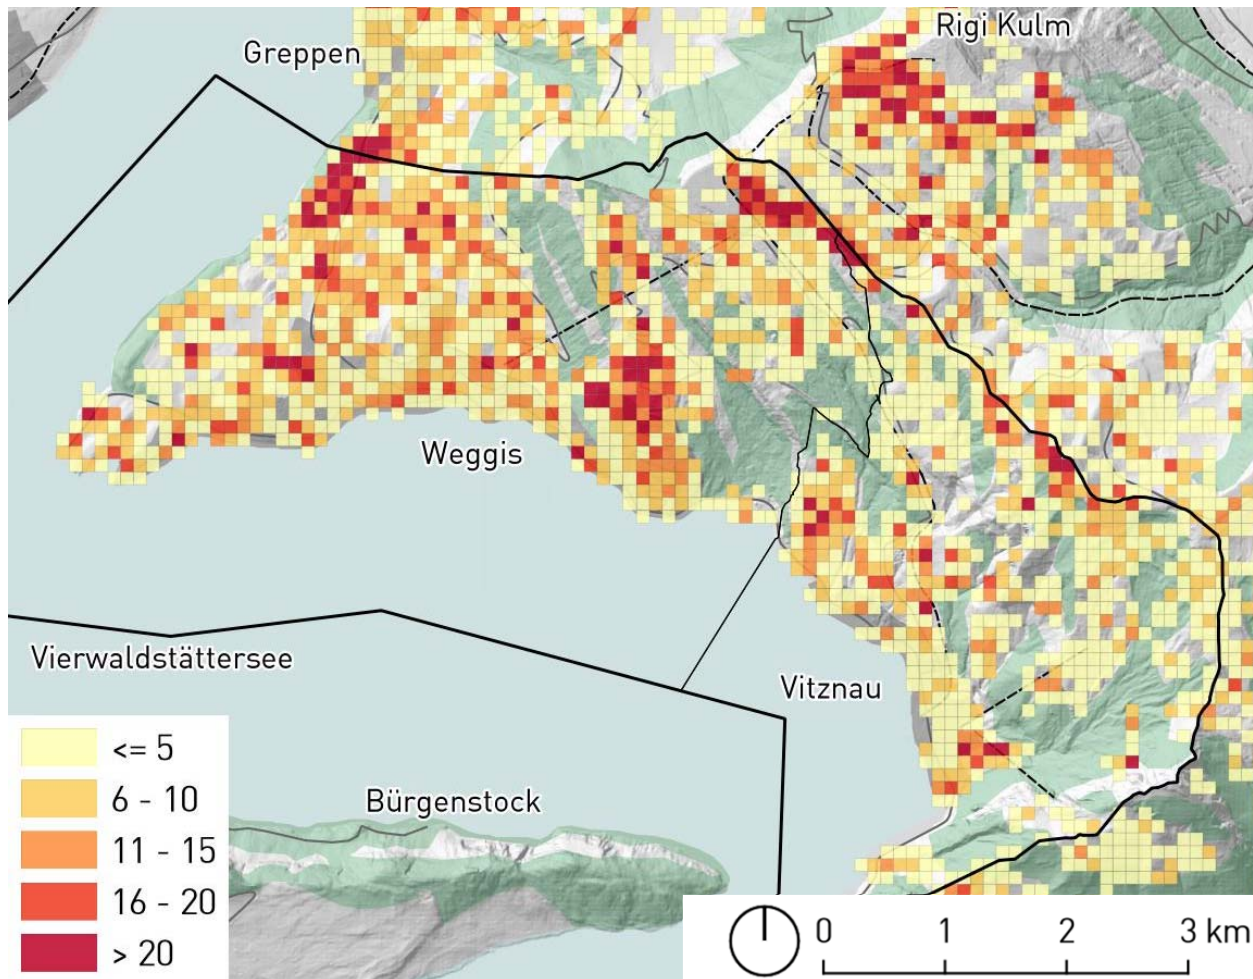 Rigi Kulm
Greppen
Weggis
Vierwaldstättersee
Vitznau
Bürgenstock
<= 5
6 - 10
11 - 15
16 - 20
> 20
0 1 2 3 km